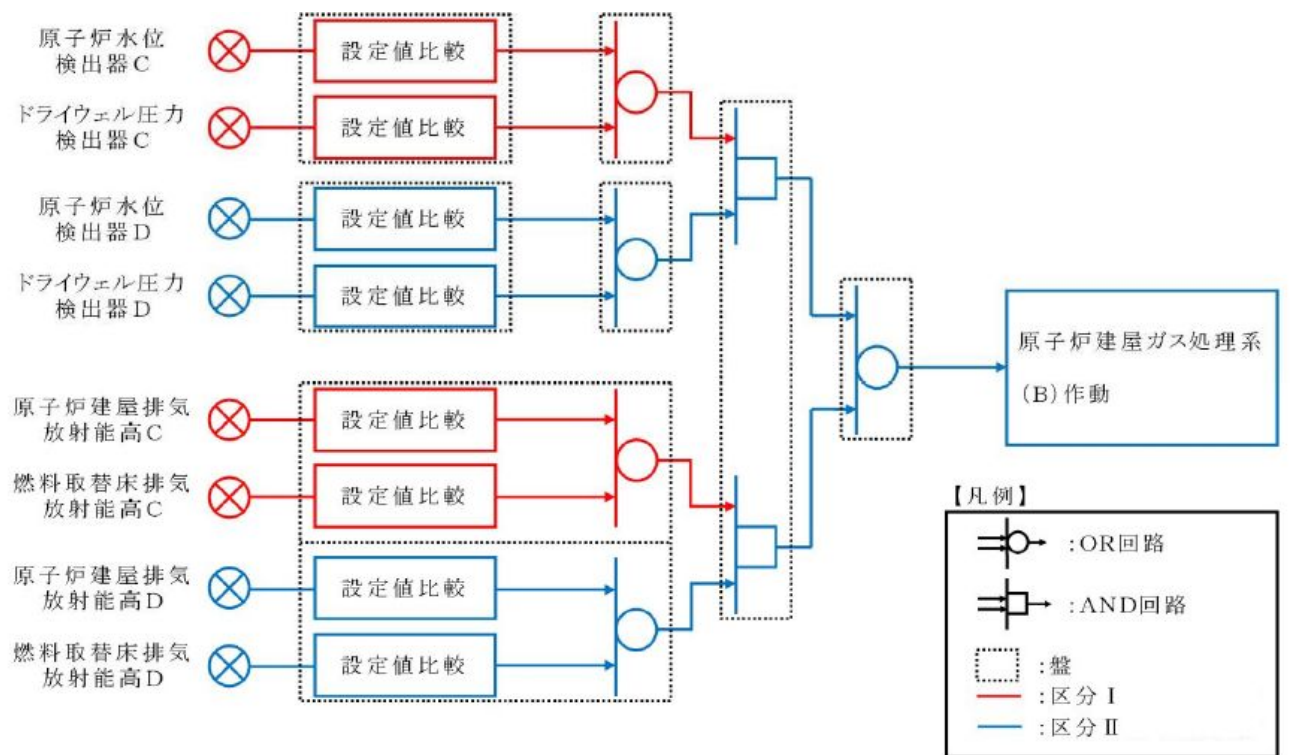 原子炉水位
検出器C
設定値比較
ドライウェル圧力
検出器C
設定値比較
原子炉水位
検出器D
設定値比較
ドライウェル圧力
検出器D
設定値比較
原子炉建屋排気
放射能高C
設定値比較
燃料取替床排気
放射能高C
設定値比較
原子炉建屋排気
放射能高D
設定値比較
燃料取替床排気
放射能高D
設定値比較
原子炉建屋ガス処理系
(B)作動
【凡例】
:OR回路
:AND回路
:盤
:区分Ⅰ
:区分Ⅱ